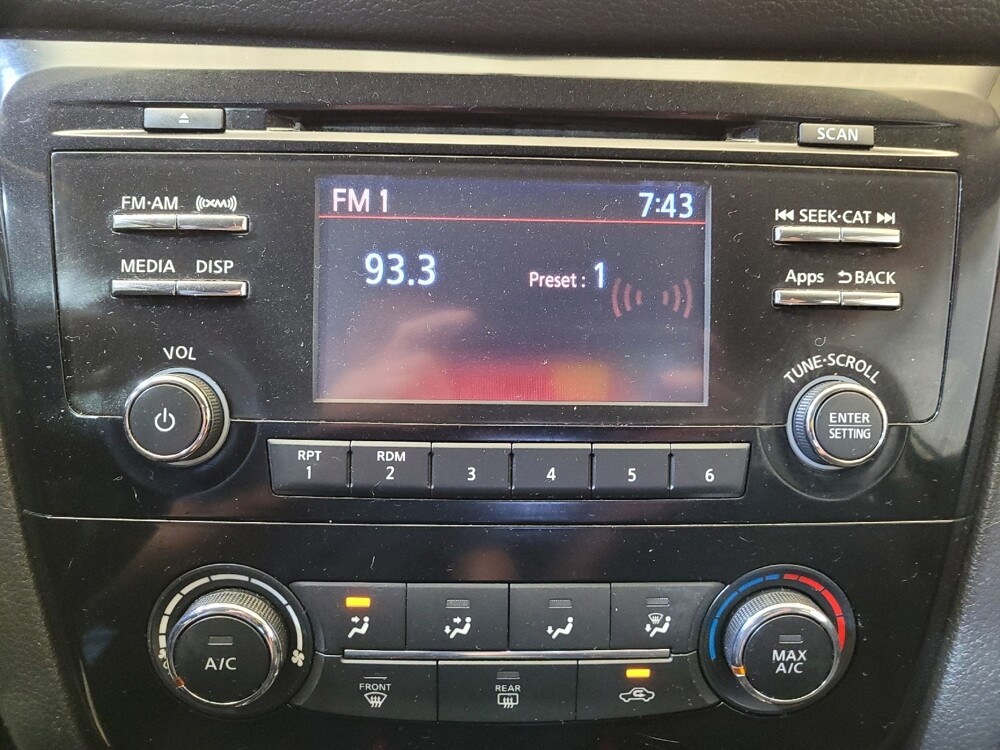 SCAN
FM·AM (((XM)))
MEDIA DISP
VOL
FM 1 7:43
93.3 Preset : 1
SEEK·CAT
Apps BACK
TUNE·SCROLL
ENTER
SETTING
RPT
1
RDM
2
3
4
5
6
A/C
MAX
A/C
FRONT
REAR